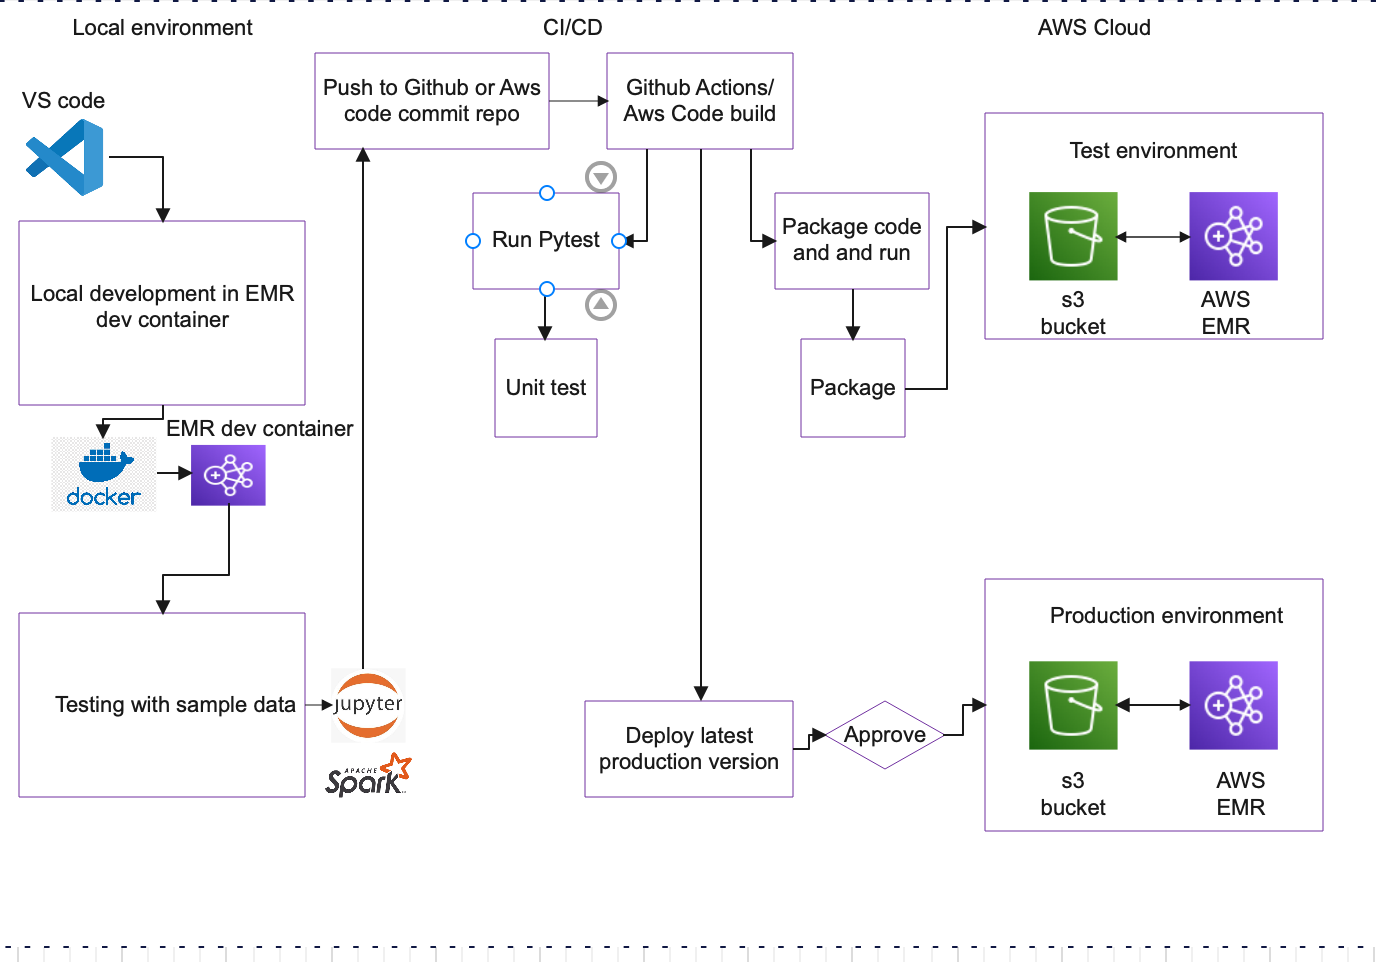 Local environment
CI/CD
AWS Cloud
VS code
Push to Github or Aws
code commit repo
Github Actions/
Aws Code build
Test environment
Run Pytest
Package code
and and run
Local development in EMR
dev container
s3
bucket
AWS
EMR
Unit test
Package
EMR dev container
docker
Testing with sample data
jupyter
APACHE
Spark
Deploy latest
production version
Approve
Production environment
s3
bucket
AWS
EMR